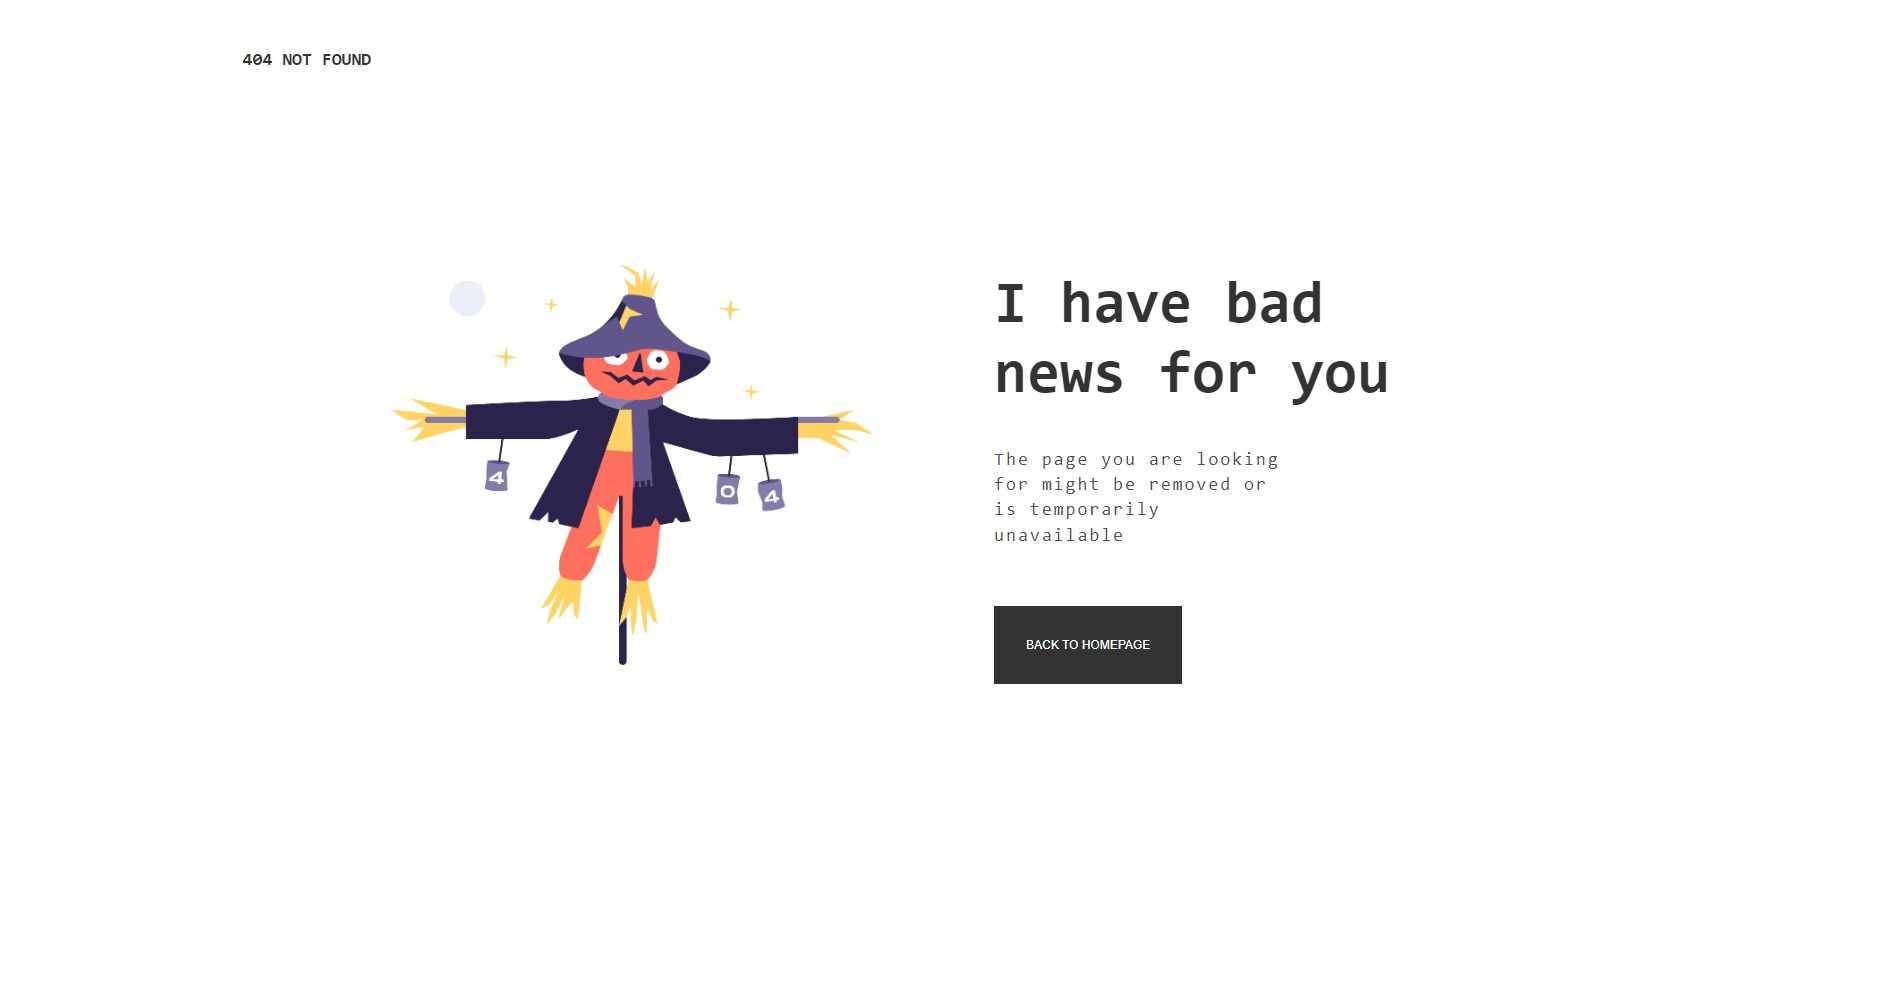 404 NOT FOUND
4
0
4
I have bad
news for you
The page you are looking
for might be removed or
is temporarily
unavailable
BACK TO HOMEPAGE